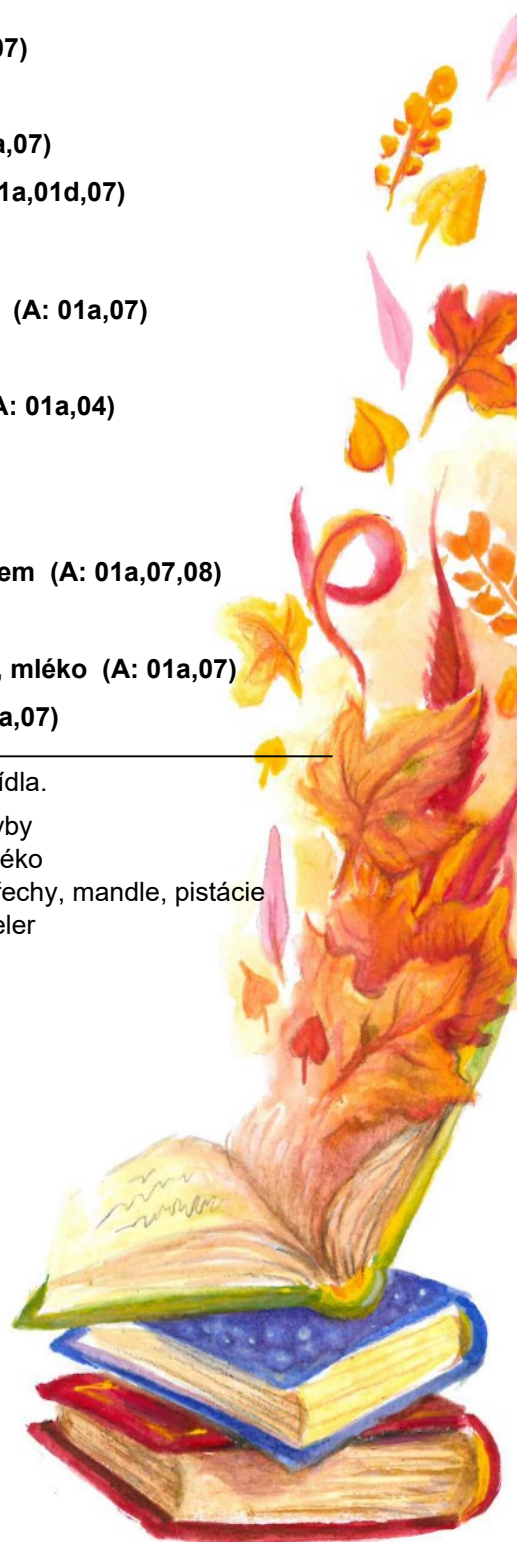 07)
a,07)
1a,01d,07)
(A: 01a,07)
A: 01a,04)
em (A: 01a,07,08)
, mléko (A: 01a,07)
a,07)
ídla.
yby
éko
řechy, mandle, pistácie
eler